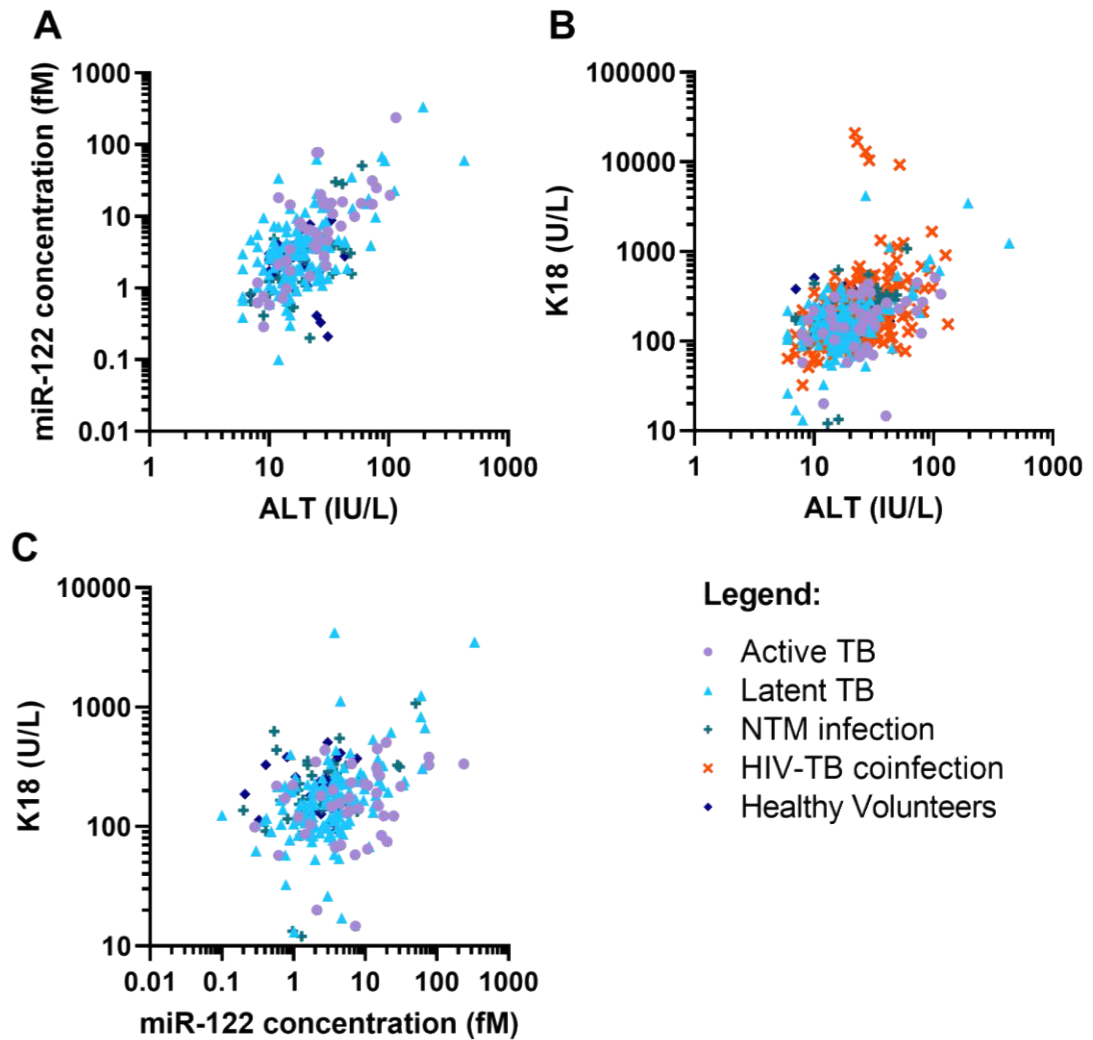 A
miR-122 concentration (fM)
1000
100
10
1
0.1
0.01
1
10
100
1000
ALT (IU/L)
B
K18 (U/L)
100000
10000
1000
100
10
1
10
100
1000
ALT (IU/L)
C
K18 (U/L)
10000
1000
100
10
0.01
0.1
1
10
100
1000
miR-122 concentration (fM)
Legend:
Active TB
Latent TB
NTM infection
HIV-TB coinfection
Healthy Volunteers